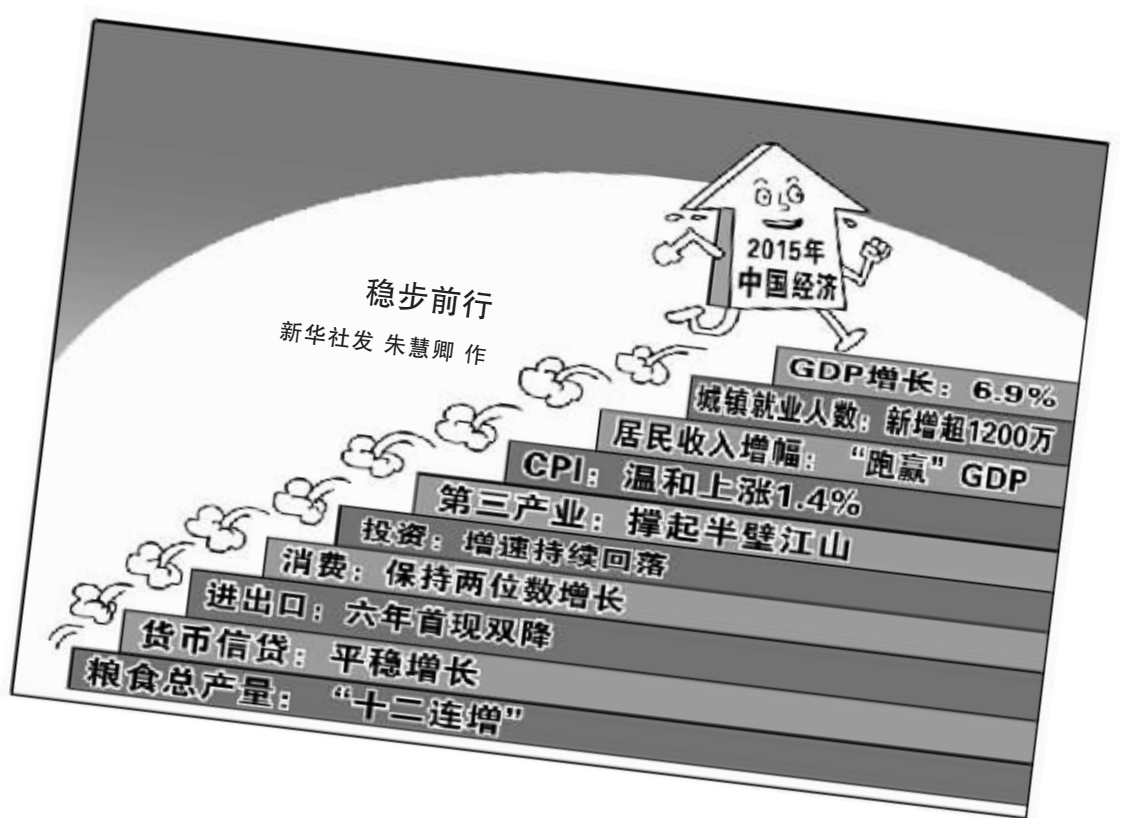 2015年
中国经济
稳步前行
新华社发 朱慧卿 作
GDP增长：6.9%
城镇就业人数：新增超1200万
居民收入增幅：“跑赢”GDP
CPI：温和上涨1.4%
第三产业：撑起半壁江山
投资：增速持续回落
消费：保持两位数增长
进出口：六年首现双降
货币信贷：平稳增长
粮食总产量：“十二连增”